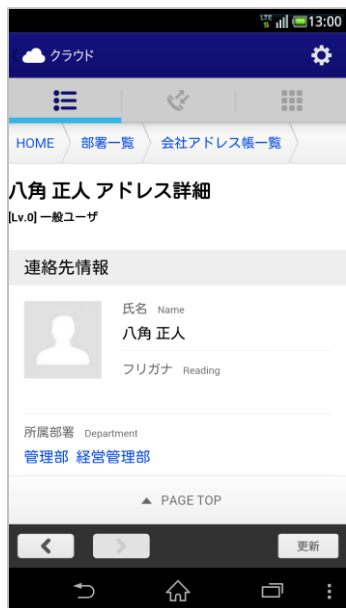 LTE S 13:00
クラウド
HOME 部署一覧 会社アドレス帳一覧
八角 正人 アドレス詳細
[Lv.0] 一般ユーザ
連絡先情報
氏名 Name
八角 正人
フリガナ Reading
所属部署 Department
管理部 経営管理部
▲ PAGE TOP
更新